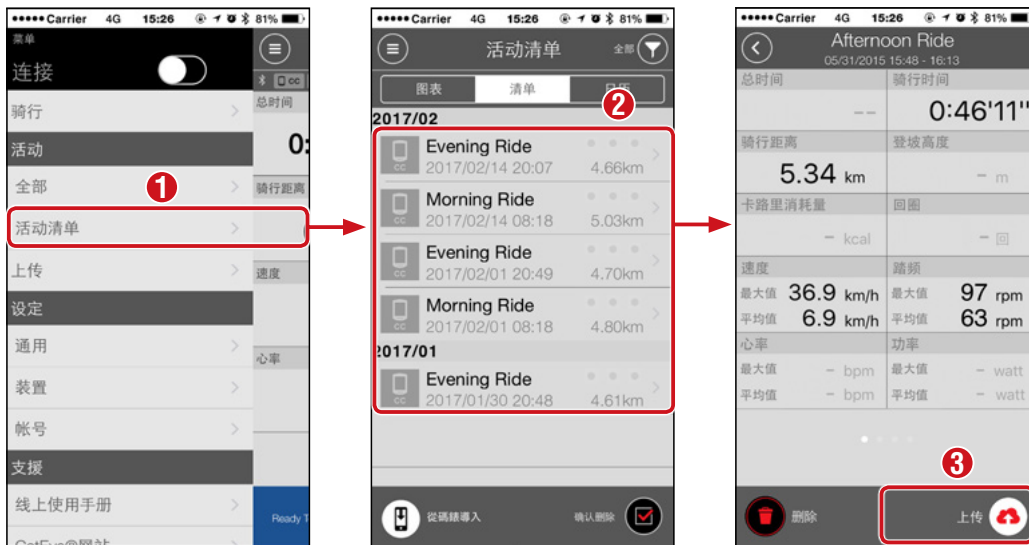 Carrier 4G 15:26 81%
菜单
连接
骑行
活动
全部
活动清单
上传
设定
通用
装置
帐号
支援
线上使用手册
cc
总时间
0:
骑行距离
速度
心率
Ready T
1
Carrier 4G 15:26 81%
活动清单
全部
图表 清单
2
2017/02
Evening Ride
2017/02/14 20:07 4.66km
cc
Morning Ride
2017/02/14 08:18 5.03km
cc
Evening Ride
2017/02/01 20:49 4.70km
cc
Morning Ride
2017/02/01 08:18 4.80km
cc
2017/01
Evening Ride
2017/01/30 20:48 4.61km
cc
從碼錶導入 确认删除
Carrier 4G 15:26 81%
Afternoon Ride
05/31/2015 15:48 - 16:13
总时间 骑行时间
-- 0:46'11"
骑行距离 登坡高度
5.34 km - m
卡路里消耗量 回圈
- kcal - 回
速度 踏频
最大值 36.9 km/h 最大值 97 rpm
平均值 6.9 km/h 平均值 63 rpm
心率 功率
最大值 - bpm 最大值 - watt
平均值 - bpm 平均值 - watt
3
删除 上传